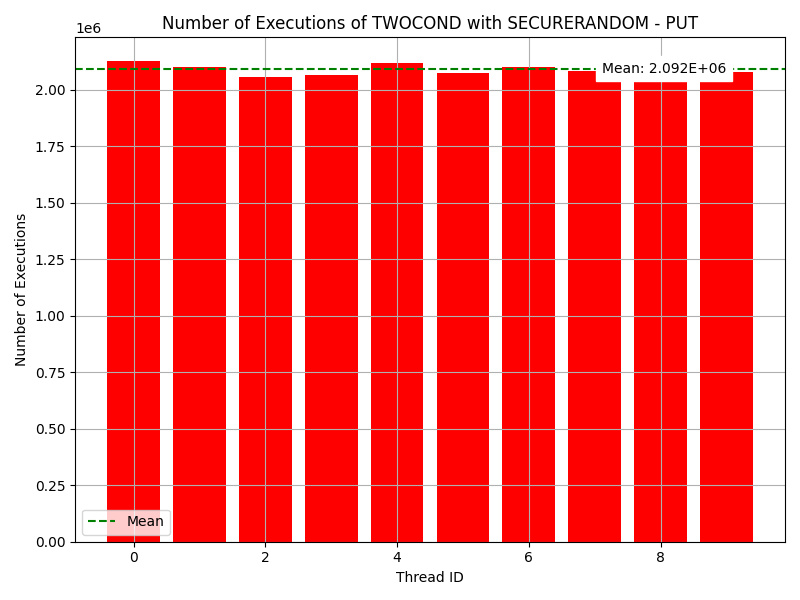 Number of Executions of TWOCOND with SECURERANDOM - PUT
1e6
Mean: 2.092E+06
2.00
1.75
1.50
1.25
1.00
0.75
0.50
0.25
0.00
Number of Executions
Mean
0 2 4 6 8
Thread ID